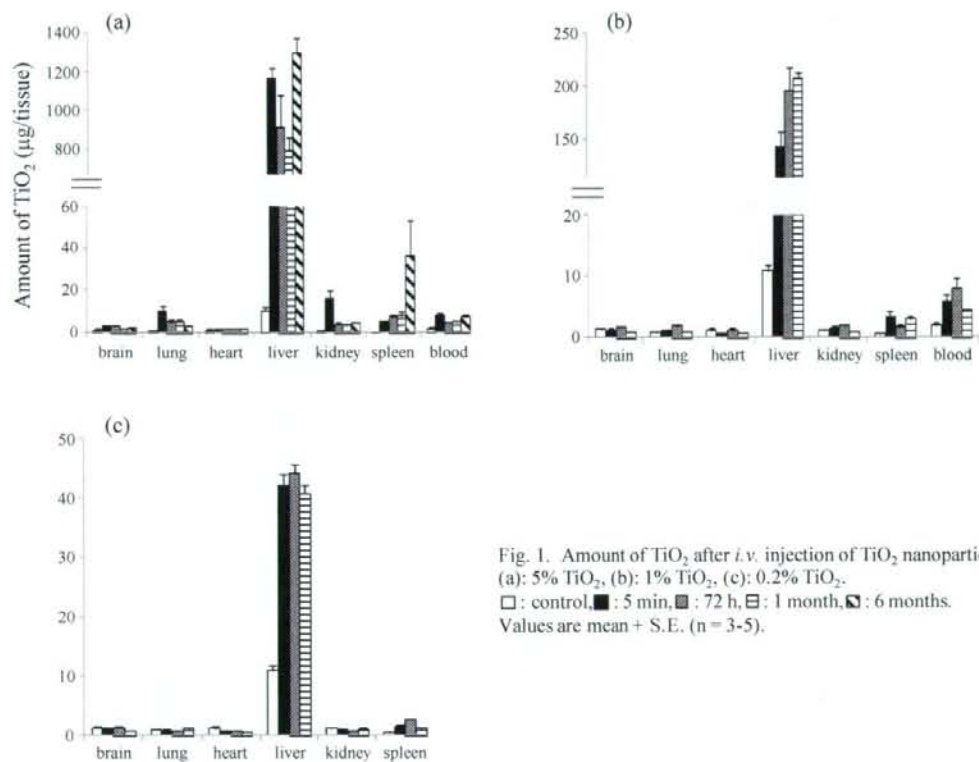 (a)
Amount of TiO₂ (μg/tissue)
1400
1200
1000
800
60
40
20
0
brain lung heart liver kidney spleen blood
(b)
250
200
150
20
10
0
brain lung heart liver kidney spleen blood
(c)
50
40
30
20
10
0
brain lung heart liver kidney spleen
Fig. 1. Amount of TiO₂ after i.v. injection of TiO₂ nanopartic
(a): 5% TiO₂, (b): 1% TiO₂, (c): 0.2% TiO₂.
□ : control, ■ : 5 min, ■ : 72 h, ▤ : 1 month, ▧ : 6 months.
Values are mean + S.E. (n = 3-5).